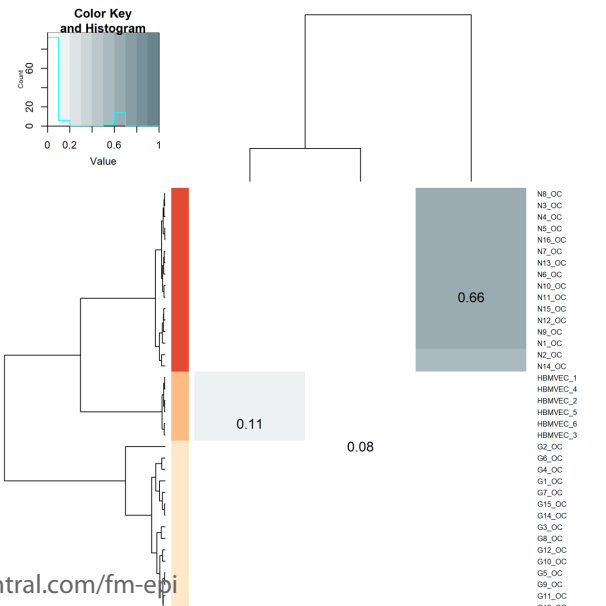 Color Key
and Histogram
Count
0 20 60
0 0.2 0.6 1
Value
N8_OC
N3_OC
N4_OC
N5_OC
N16_OC
N7_OC
N13_OC
N6_OC
N10_OC
0.66
N11_OC
N15_OC
N12_OC
N9_OC
N1_OC
N2_OC
N14_OC
HBMVEC_1
HBMVEC_4
HBMVEC_2
HBMVEC_5
0.11
HBMVEC_6
HBMVEC_3
0.08
G2_OC
G6_OC
G4_OC
G1_OC
G7_OC
G15_OC
G14_OC
G3_OC
G8_OC
G12_OC
G10_OC
G5_OC
ntral.com/fm-epi
G9_OC
G11_OC